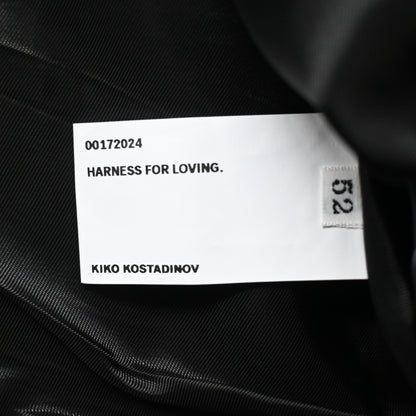 00172024
HARNESS FOR LOVING.
52
KIKO KOSTADINOV